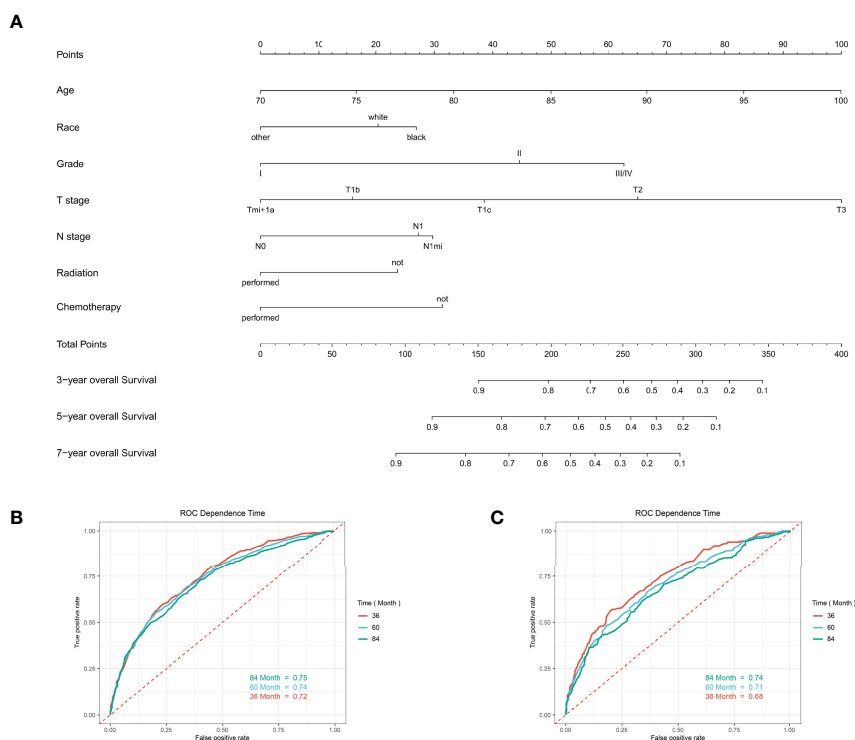 A
Points
0 10 20 30 40 50 60 70 80 90 100
Age
70 75 80 85 90 95 100
Race
white
other black
Grade
II
I III/IV
T stage
T1b T2
Tmi+1a T1c T3
N stage
N1
N0 N1mi
Radiation
not
performed
Chemotherapy
not
performed
Total Points
0 50 100 150 200 250 300 350 400
3−year overall Survival
0.9 0.8 0.7 0.6 0.5 0.4 0.3 0.2 0.1
5−year overall Survival
0.9 0.8 0.7 0.6 0.5 0.4 0.3 0.2 0.1
7−year overall Survival
0.9 0.8 0.7 0.6 0.5 0.4 0.3 0.2 0.1
B
ROC Dependence Time
1.00
0.75
0.50
0.25
0.00
True positive rate
84 Month = 0.75
60 Month = 0.74
36 Month = 0.72
0.00 0.25 0.50 0.75 1.00
False positive rate
Time ( Month )
36
60
84
C
ROC Dependence Time
1.00
0.75
0.50
0.25
0.00
True positive rate
84 Month = 0.74
60 Month = 0.71
36 Month = 0.68
0.00 0.25 0.50 0.75 1.00
False positive rate
Time ( Month )
36
60
84